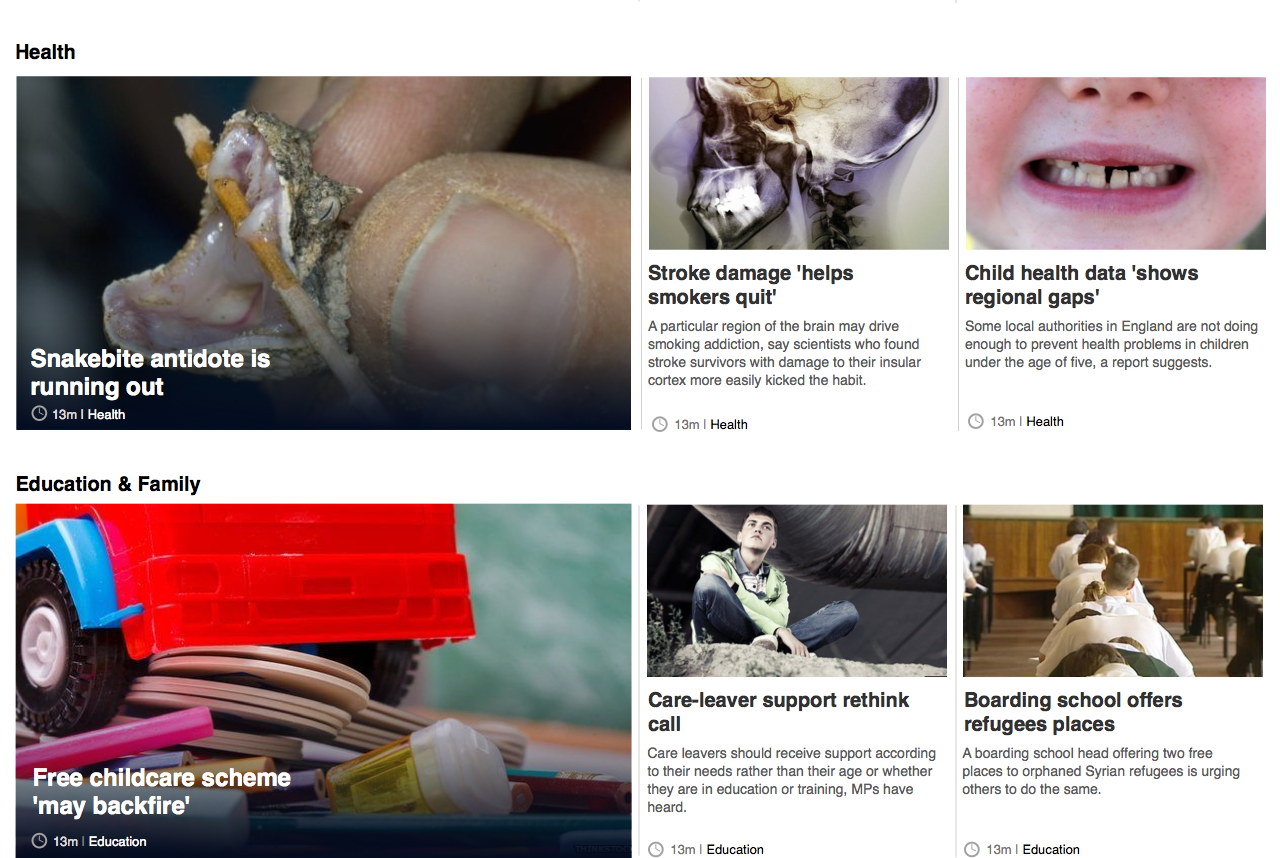 Health
Snakebite antidote is
running out
13m | Health
Stroke damage 'helps
smokers quit'
A particular region of the brain may drive
smoking addiction, say scientists who found
stroke survivors with damage to their insular
cortex more easily kicked the habit.
13m | Health
Child health data 'shows
regional gaps'
Some local authorities in England are not doing
enough to prevent health problems in children
under the age of five, a report suggests.
13m | Health
Education & Family
Free childcare scheme
'may backfire'
13m | Education
THINKSTOCK
Care-leaver support rethink
call
Care leavers should receive support according
to their needs rather than their age or whether
they are in education or training, MPs have
heard.
13m | Education
Boarding school offers
refugees places
A boarding school head offering two free
places to orphaned Syrian refugees is urging
others to do the same.
13m | Education